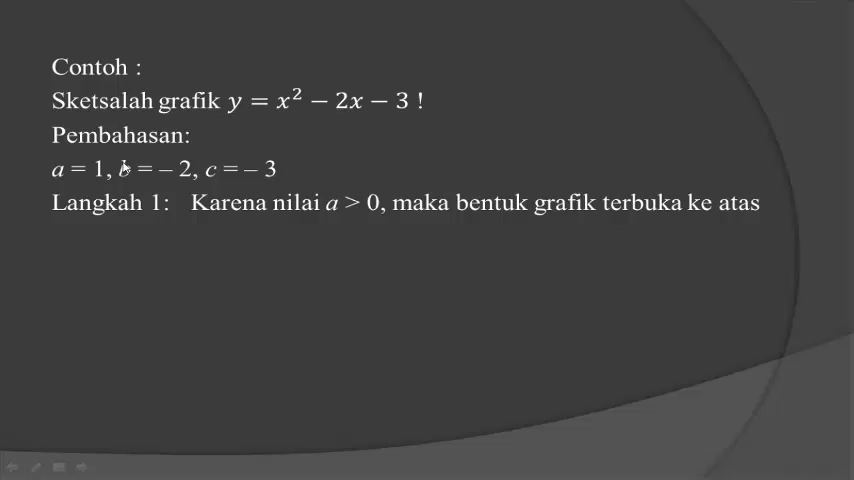 Contoh :
Sketsalah grafik y = x² − 2x − 3 !
Pembahasan:
a = 1, b = – 2, c = – 3
Langkah 1: Karena nilai a > 0, maka bentuk grafik terbuka ke atas